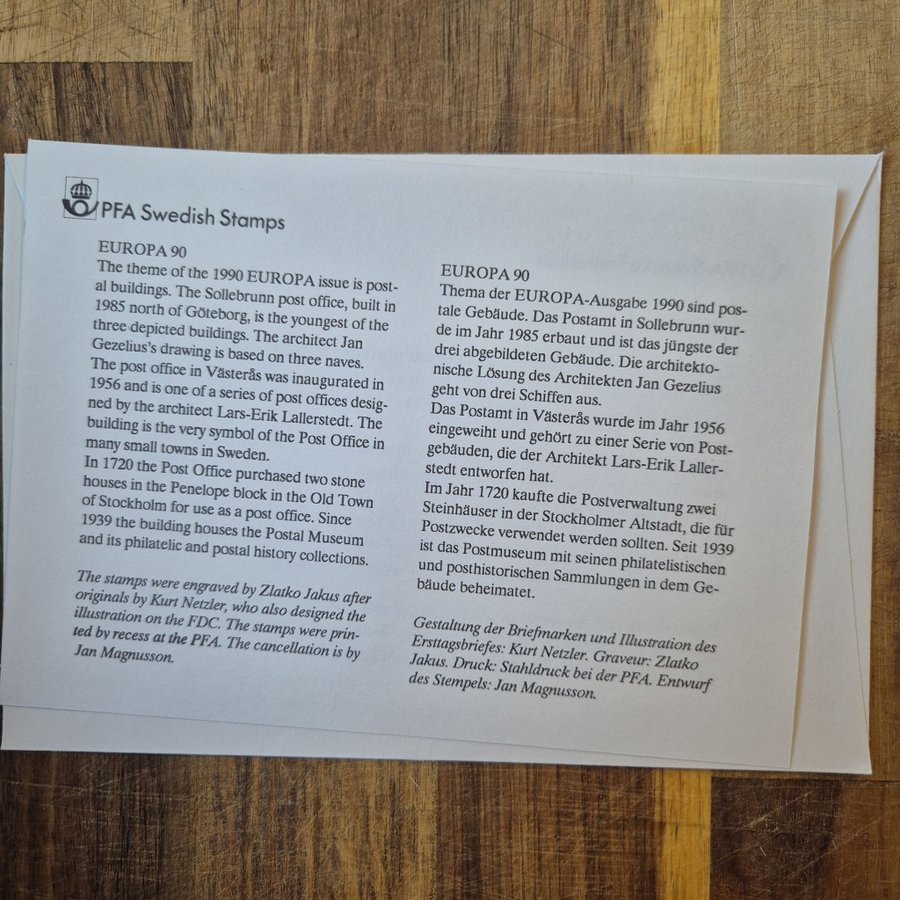 PFA Swedish Stamps
EUROPA 90
The theme of the 1990 EUROPA issue is post-
al buildings. The Sollebrunn post office, built in
1985 north of Göteborg, is the youngest of the
three depicted buildings. The architect Jan
Gezelius's drawing is based on three naves.
The post office in Västerås was inaugurated in
1956 and is one of a series of post offices desig-
ned by the architect Lars-Erik Lallerstedt. The
building is the very symbol of the Post Office in
many small towns in Sweden.
In 1720 the Post Office purchased two stone
houses in the Penelope block in the Old Town
of Stockholm for use as a post office. Since
1939 the building houses the Postal Museum
and its philatelic and postal history collections.
The stamps were engraved by Zlatko Jakus after
originals by Kurt Netzler, who also designed the
illustration on the FDC. The stamps were prin-
ted by recess at the PFA. The cancellation is by
Jan Magnusson.
EUROPA 90
Thema der EUROPA-Ausgabe 1990 sind pos-
tale Gebäude. Das Postamt in Sollebrunn wur-
de im Jahr 1985 erbaut und ist das jüngste der
drei abgebildeten Gebäude. Die architekto-
nische Lösung des Architekten Jan Gezelius
geht von drei Schiffen aus.
Das Postamt in Västerås wurde im Jahr 1956
eingeweiht und gehört zu einer Serie von Post-
gebäuden, die der Architekt Lars-Erik Laller-
stedt entworfen hat.
Im Jahr 1720 kaufte die Postverwaltung zwei
Steinhäuser in der Stockholmer Altstadt, die für
Postzwecke verwendet werden sollten. Seit 1939
ist das Postmuseum mit seinen philatelistischen
und posthistorischen Sammlungen in dem Ge-
bäude beheimatet.
Gestaltung der Briefmarken und Illustration des
Ersttagsbriefes: Kurt Netzler. Graveur: Zlatko
Jakus. Druck: Stahldruck bei der PFA. Entwurf
des Stempels: Jan Magnusson.